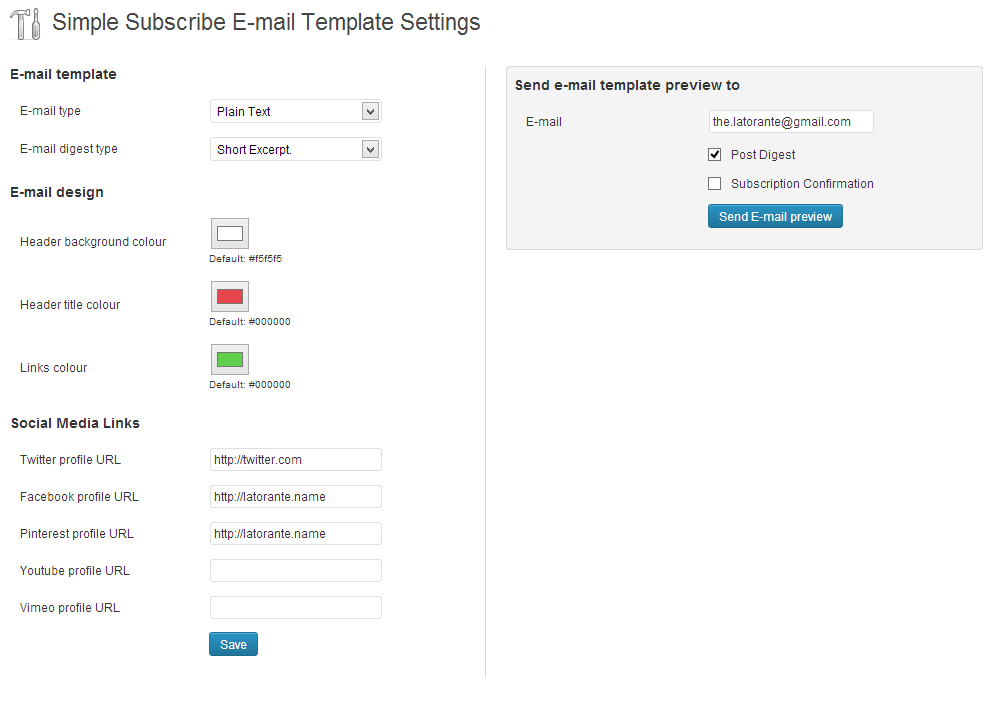 Simple Subscribe E-mail Template Settings
E-mail template
E-mail type
Plain Text
E-mail digest type
Short Excerpt.
E-mail design
Header background colour
Default: #f5f5f5
Header title colour
Default: #000000
Links colour
Default: #000000
Social Media Links
Twitter profile URL
http://twitter.com
Facebook profile URL
http://latorante.name
Pinterest profile URL
http://latorante.name
Youtube profile URL
Vimeo profile URL
Save
Send e-mail template preview to
E-mail
the.latorante@gmail.com
Post Digest
Subscription Confirmation
Send E-mail preview